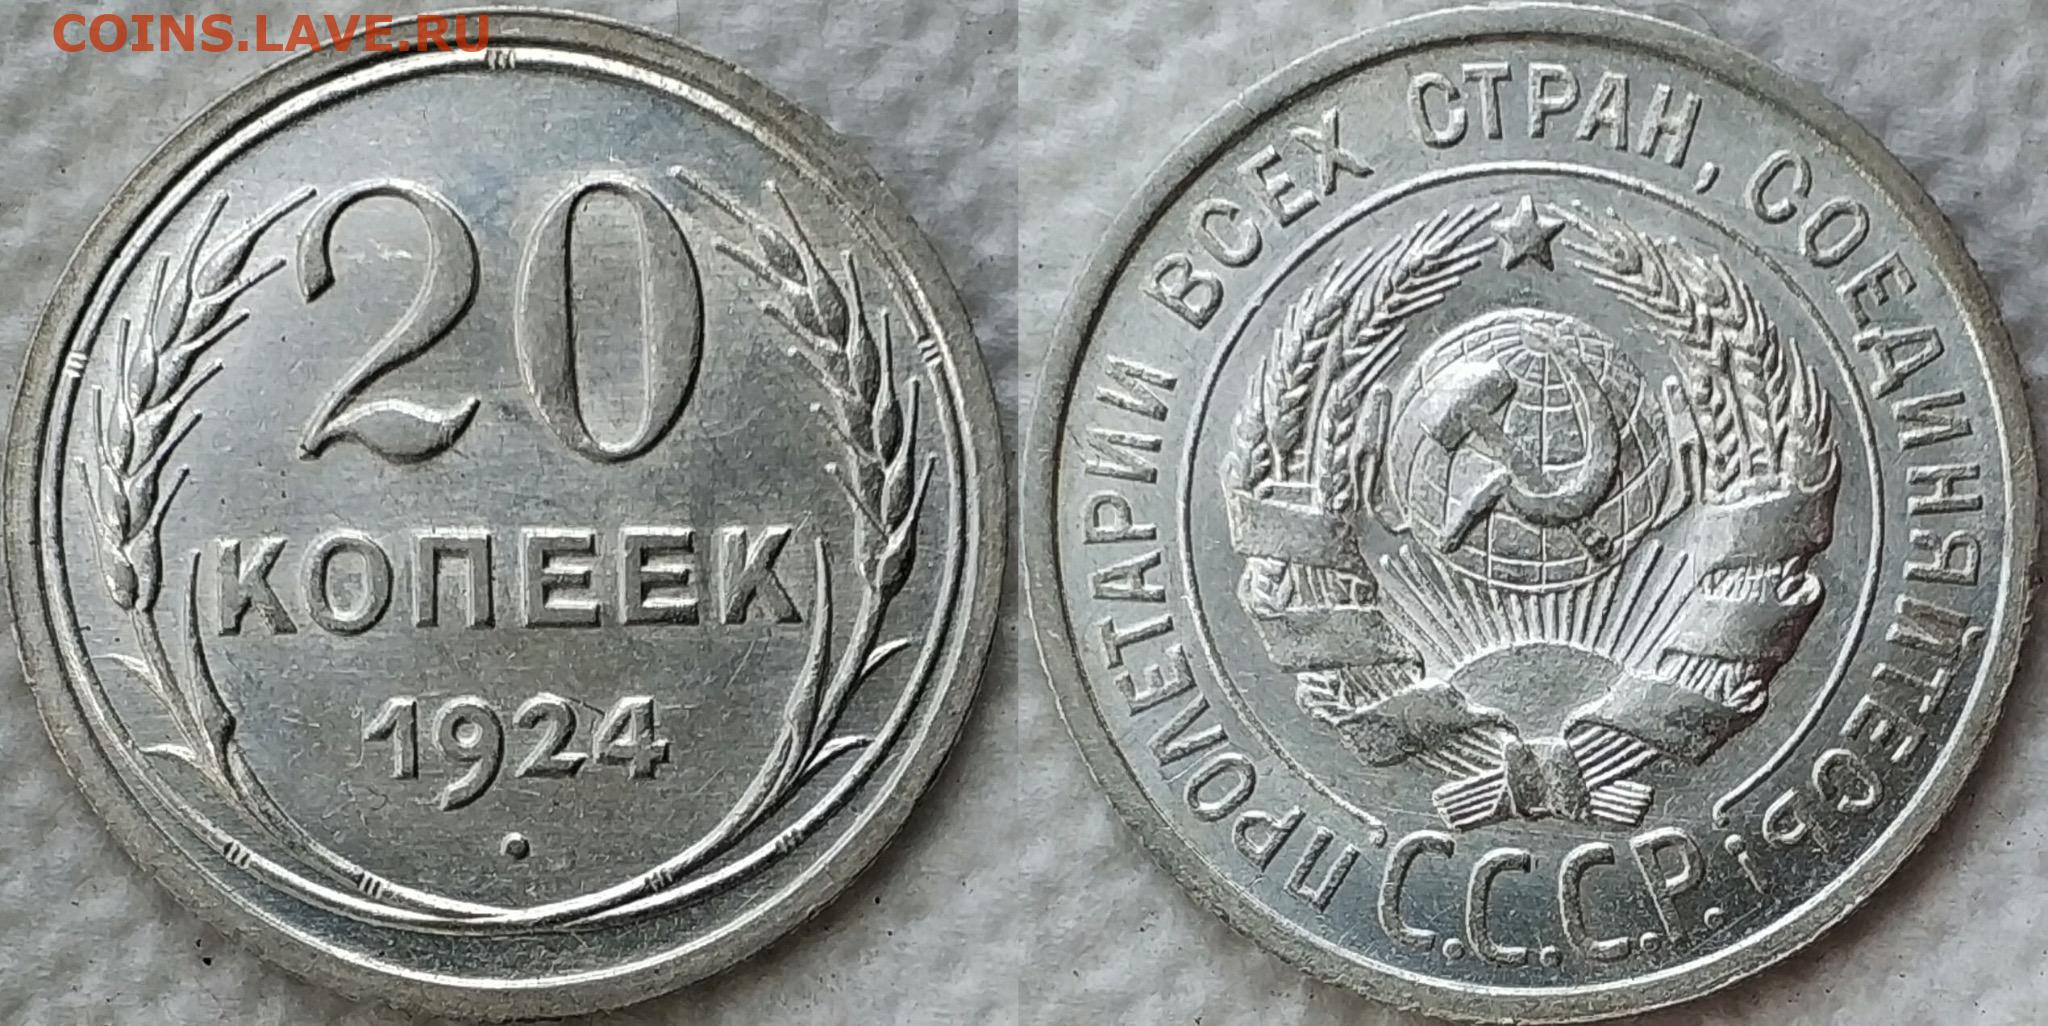 COINS.LAVE.RU
20
КОПЕЕК
1924
ПРОЛЕТАРИИ ВСЕХ СТРАН, СОЕДИНЯЙТЕСЬ!
С.С.С.Р.